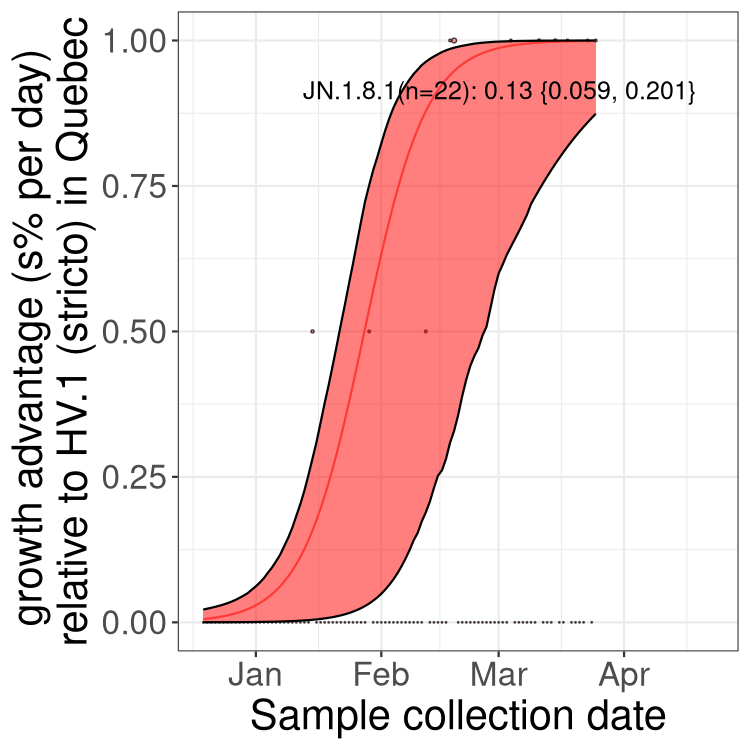 growth advantage (s% per day)
relative to HV.1 (stricto) in Quebec
1.00
0.75
0.50
0.25
0.00
JN.1.8.1(n=22): 0.13 {0.059, 0.201}
Jan Feb Mar Apr
Sample collection date